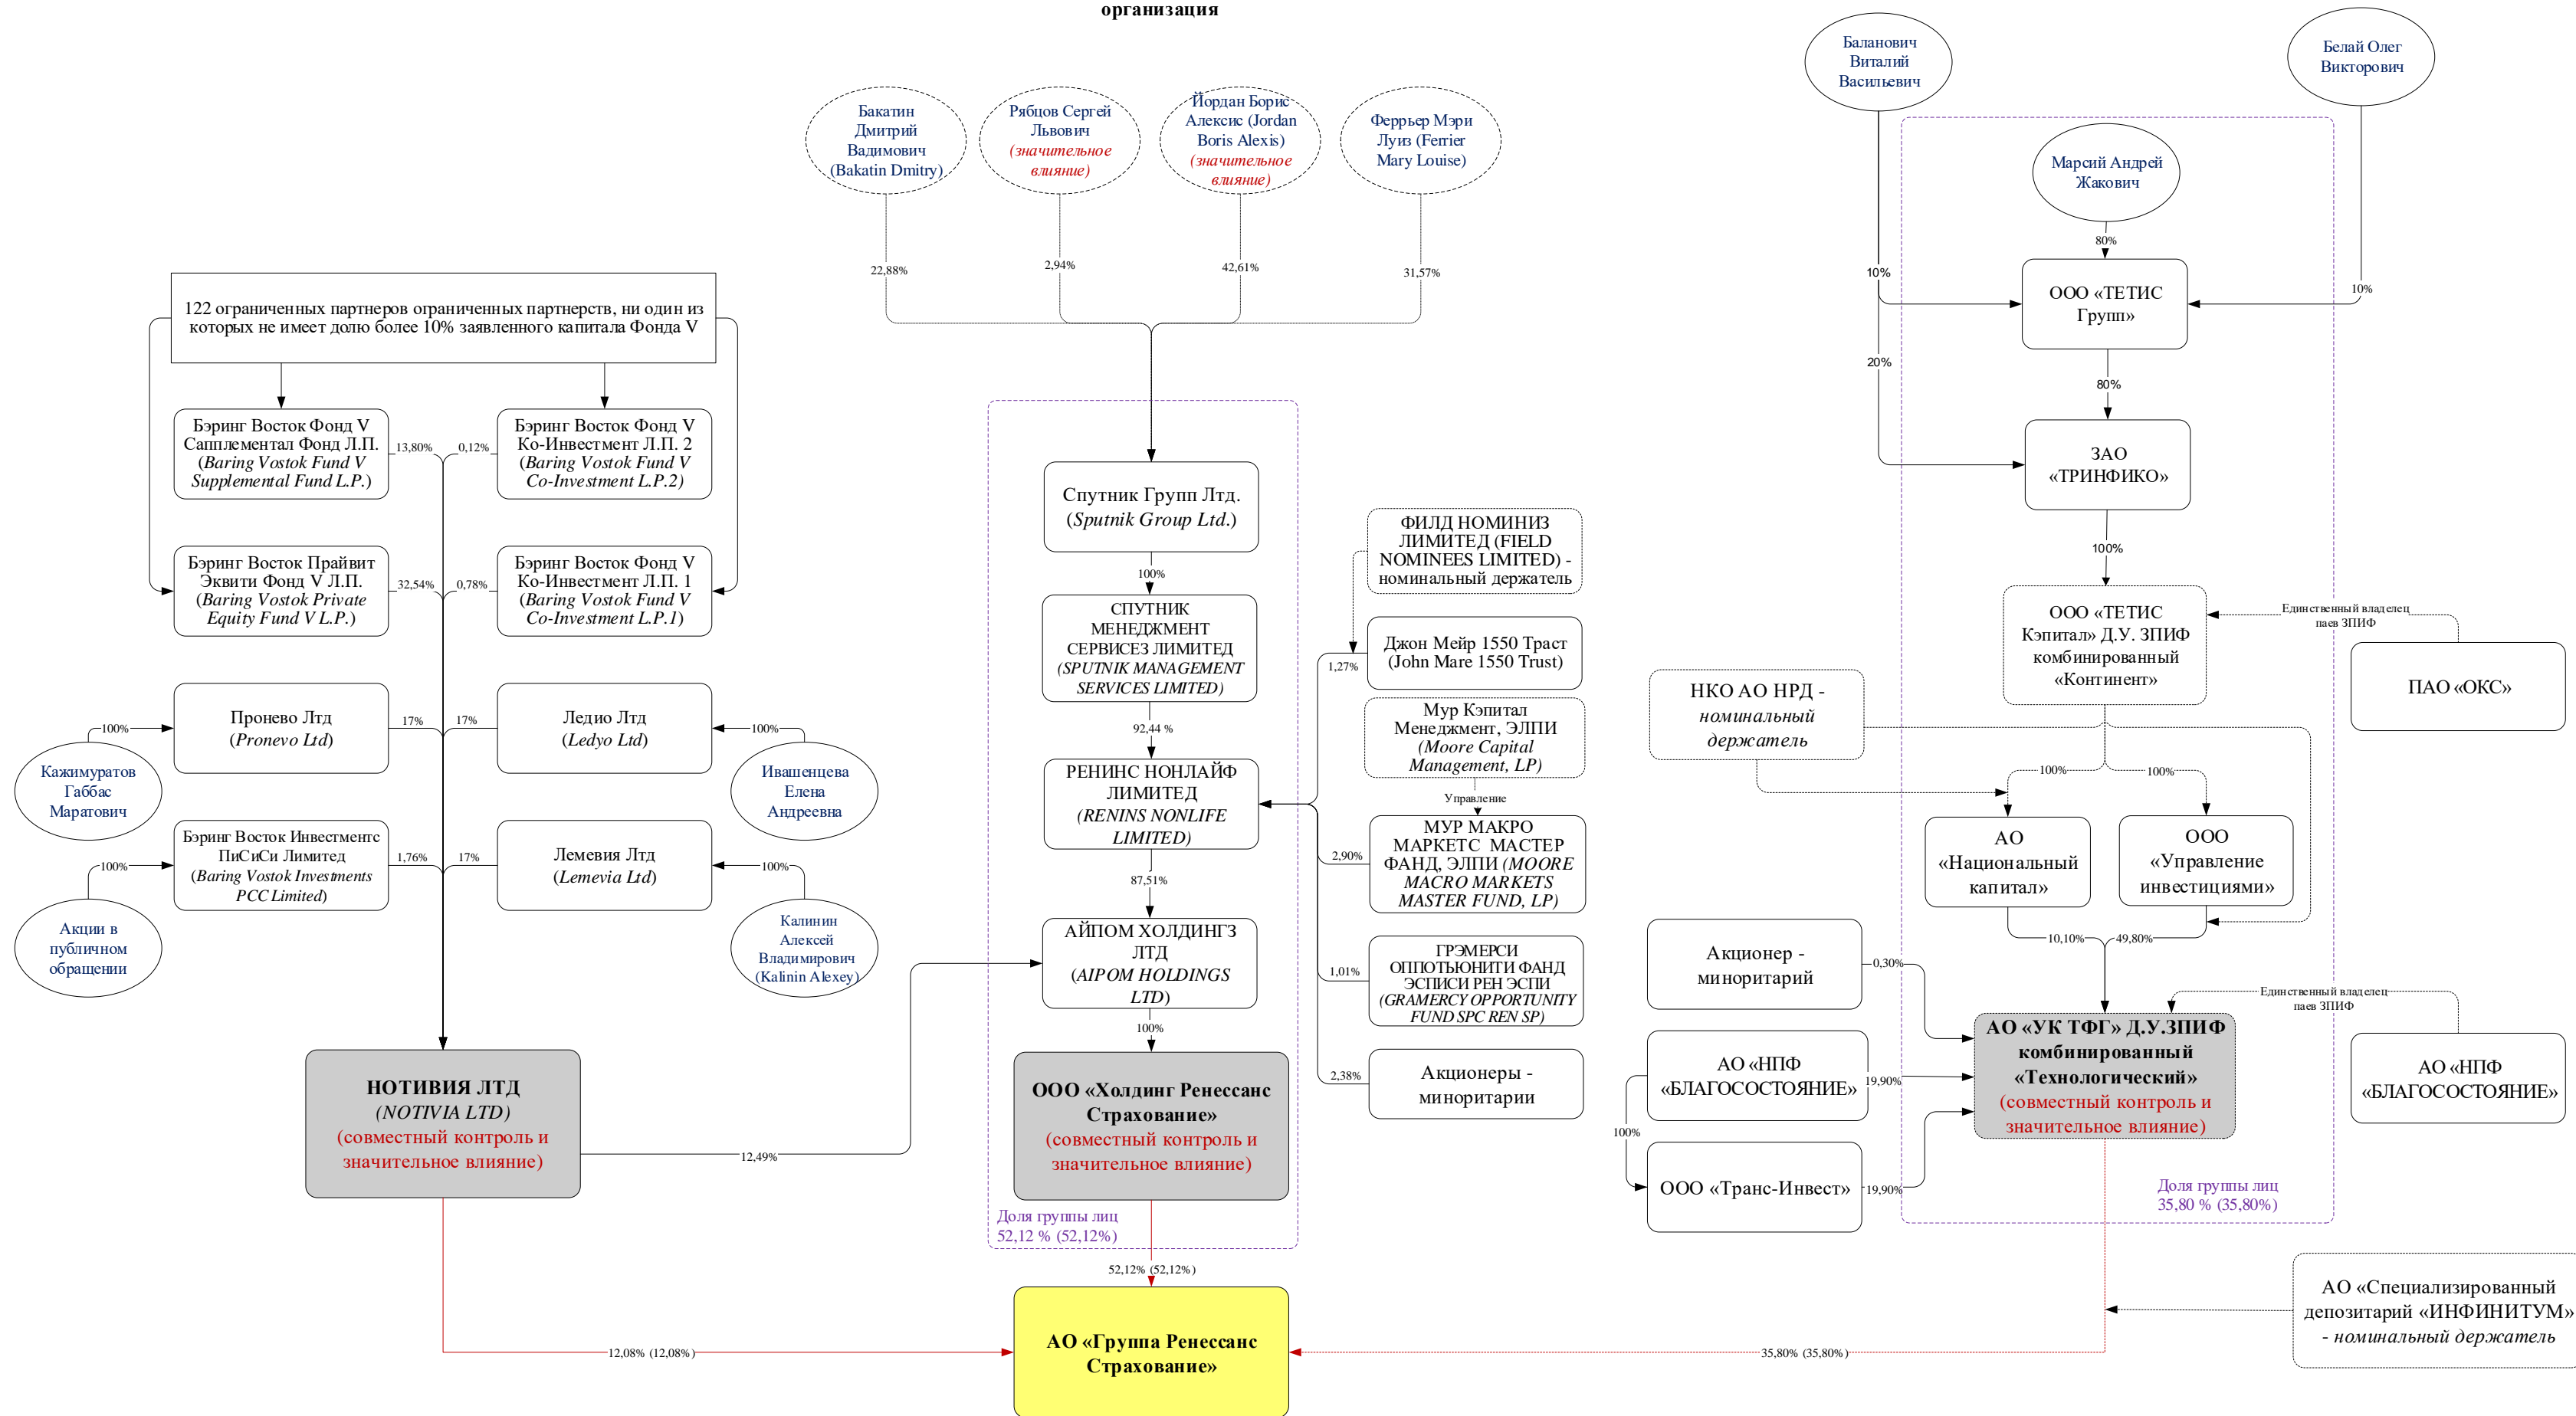 организация
Бакатин
Дмитрий
Вадимович
(Bakatin Dmitry)
Рябцов Сергей
Львович
(значительное
влияние)
Йордан Борис
Алексис (Jordan
Boris Alexis)
(значительное
влияние)
Феррьер Мэри
Луиз (Ferrier
Mary Louise)
22,88%
2,94%
42,61%
31,57%
122 ограниченных партнеров ограниченных партнерств, ни один из
которых не имеет долю более 10% заявленного капитала Фонда V
Бэринг Восток Фонд V
Сапплементал Фонд Л.П.
(Baring Vostok Fund V
Supplemental Fund L.P.)
13,80%
0,12%
Бэринг Восток Фонд V
Ко-Инвестмент Л.П. 2
(Baring Vostok Fund V
Co-Investment L.P.2)
Бэринг Восток Прайвит
Эквити Фонд V Л.П.
(Baring Vostok Private
Equity Fund V L.P.)
32,54%
0,78%
Бэринг Восток Фонд V
Ко-Инвестмент Л.П. 1
(Baring Vostok Fund V
Co-Investment L.P.1)
100%
Пронево Лтд
(Pronevo Ltd)
17%
17%
Ледио Лтд
(Ledyo Ltd)
100%
Кажимуратов
Габбас
Маратович
Ивашенцева
Елена
Андреевна
100%
Бэринг Восток Инвестментс
ПиСиСи Лимитед
(Baring Vostok Investments
PCC Limited)
1,76%
17%
Лемевия Лтд
(Lemevia Ltd)
100%
Акции в
публичном
обращении
Калинин
Алексей
Владимирович
(Kalinin Alexey)
НОТИВИЯ ЛТД
(NOTIVIA LTD)
(совместный контроль и
значительное влияние)
12,49%
12,08% (12,08%)
Спутник Групп Лтд.
(Sputnik Group Ltd.)
100%
СПУТНИК
МЕНЕДЖМЕНТ
СЕРВИСЕЗ ЛИМИТЕД
(SPUTNIK MANAGEMENT
SERVICES LIMITED)
92,44 %
РЕНИНС НОНЛАЙФ
ЛИМИТЕД
(RENINS NONLIFE
LIMITED)
87,51%
АЙПОМ ХОЛДИНГЗ
ЛТД
(AIPOM HOLDINGS
LTD)
100%
ООО «Холдинг Ренессанс
Страхование»
(совместный контроль и
значительное влияние)
Доля группы лиц
52,12 % (52,12%)
52,12% (52,12%)
АО «Группа Ренессанс
Страхование»
ФИЛД НОМИНИЗ
ЛИМИТЕД (FIELD
NOMINEES LIMITED) -
номинальный держатель
1,27%
Джон Мейр 1550 Траст
(John Mare 1550 Trust)
Мур Кэпитал
Менеджмент, ЭЛПИ
(Moore Capital
Management, LP)
Управление
2,90%
МУР МАКРО
МАРКЕТС МАСТЕР
ФАНД, ЭЛПИ (MOORE
MACRO MARKETS
MASTER FUND, LP)
1,01%
ГРЭМЕРСИ
ОППОТЬЮНИТИ ФАНД
ЭСПИСИ РЕН ЭСПИ
(GRAMERCY OPPORTUNITY
FUND SPC REN SP)
2,38%
Акционеры -
миноритарии
Баланович
Виталий
Васильевич
Белай Олег
Викторович
Марсий Андрей
Жакович
80%
10%
10%
ООО «ТЕТИС
Групп»
20%
80%
ЗАО
«ТРИНФИКО»
100%
ООО «ТЕТИС
Кэпитал» Д.У. ЗПИФ
комбинированный
«Континент»
Единственный владелец
паев ЗПИФ
ПАО «ОКС»
НКО АО НРД -
номинальный
держатель
100%
100%
АО
«Национальный
капитал»
ООО
«Управление
инвестициями»
10,10%
49,80%
Акционер -
миноритарий
0,30%
Единственный владелец
паев ЗПИФ
АО «НПФ
«БЛАГОСОСТОЯНИЕ»
19,90%
100%
ООО «Транс-Инвест»
19,90%
АО «УК ТФГ» Д.У.ЗПИФ
комбинированный
«Технологический»
(совместный контроль и
значительное влияние)
АО «НПФ
«БЛАГОСОСТОЯНИЕ»
Доля группы лиц
35,80 % (35,80%)
35,80% (35,80%)
АО «Специализированный
депозитарий «ИНФИНИТУМ»
- номинальный держатель